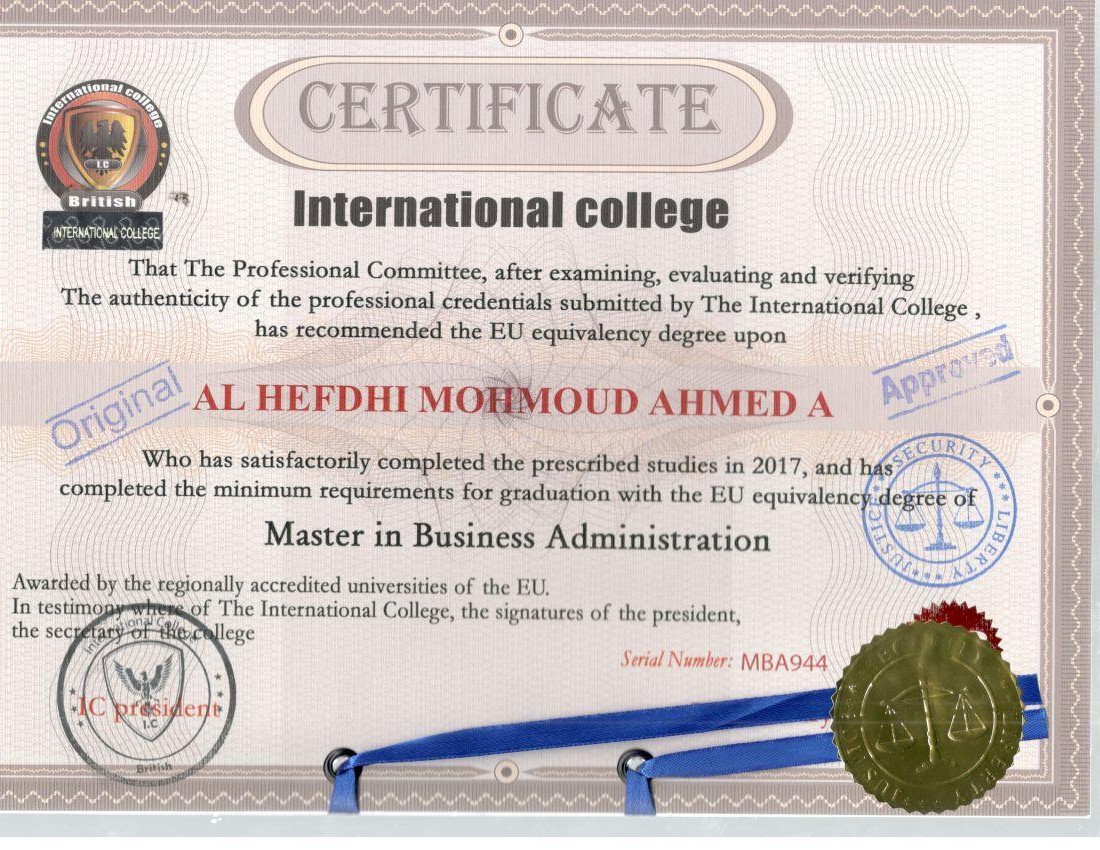 CERTIFICATE
International college
I.C
British
INTERNATIONAL COLLEGE
International college
That The Professional Committee, after examining, evaluating and verifying
The authenticity of the professional credentials submitted by The International College ,
has recommended the EU equivalency degree upon
Original
Approved
AL HEFDHI MOHMOUD AHMED A
Who has satisfactorily completed the prescribed studies in 2017, and has
completed the minimum requirements for graduation with the EU equivalency degree of
JUSTICE SECURITY LIBERTY
Master in Business Administration
Awarded by the regionally accredited universities of the EU.
In testimony where of The International College, the signatures of the president,
the secretary of the college
Serial Number: MBA944
International College
IC president
I.C
British
JUSTICE